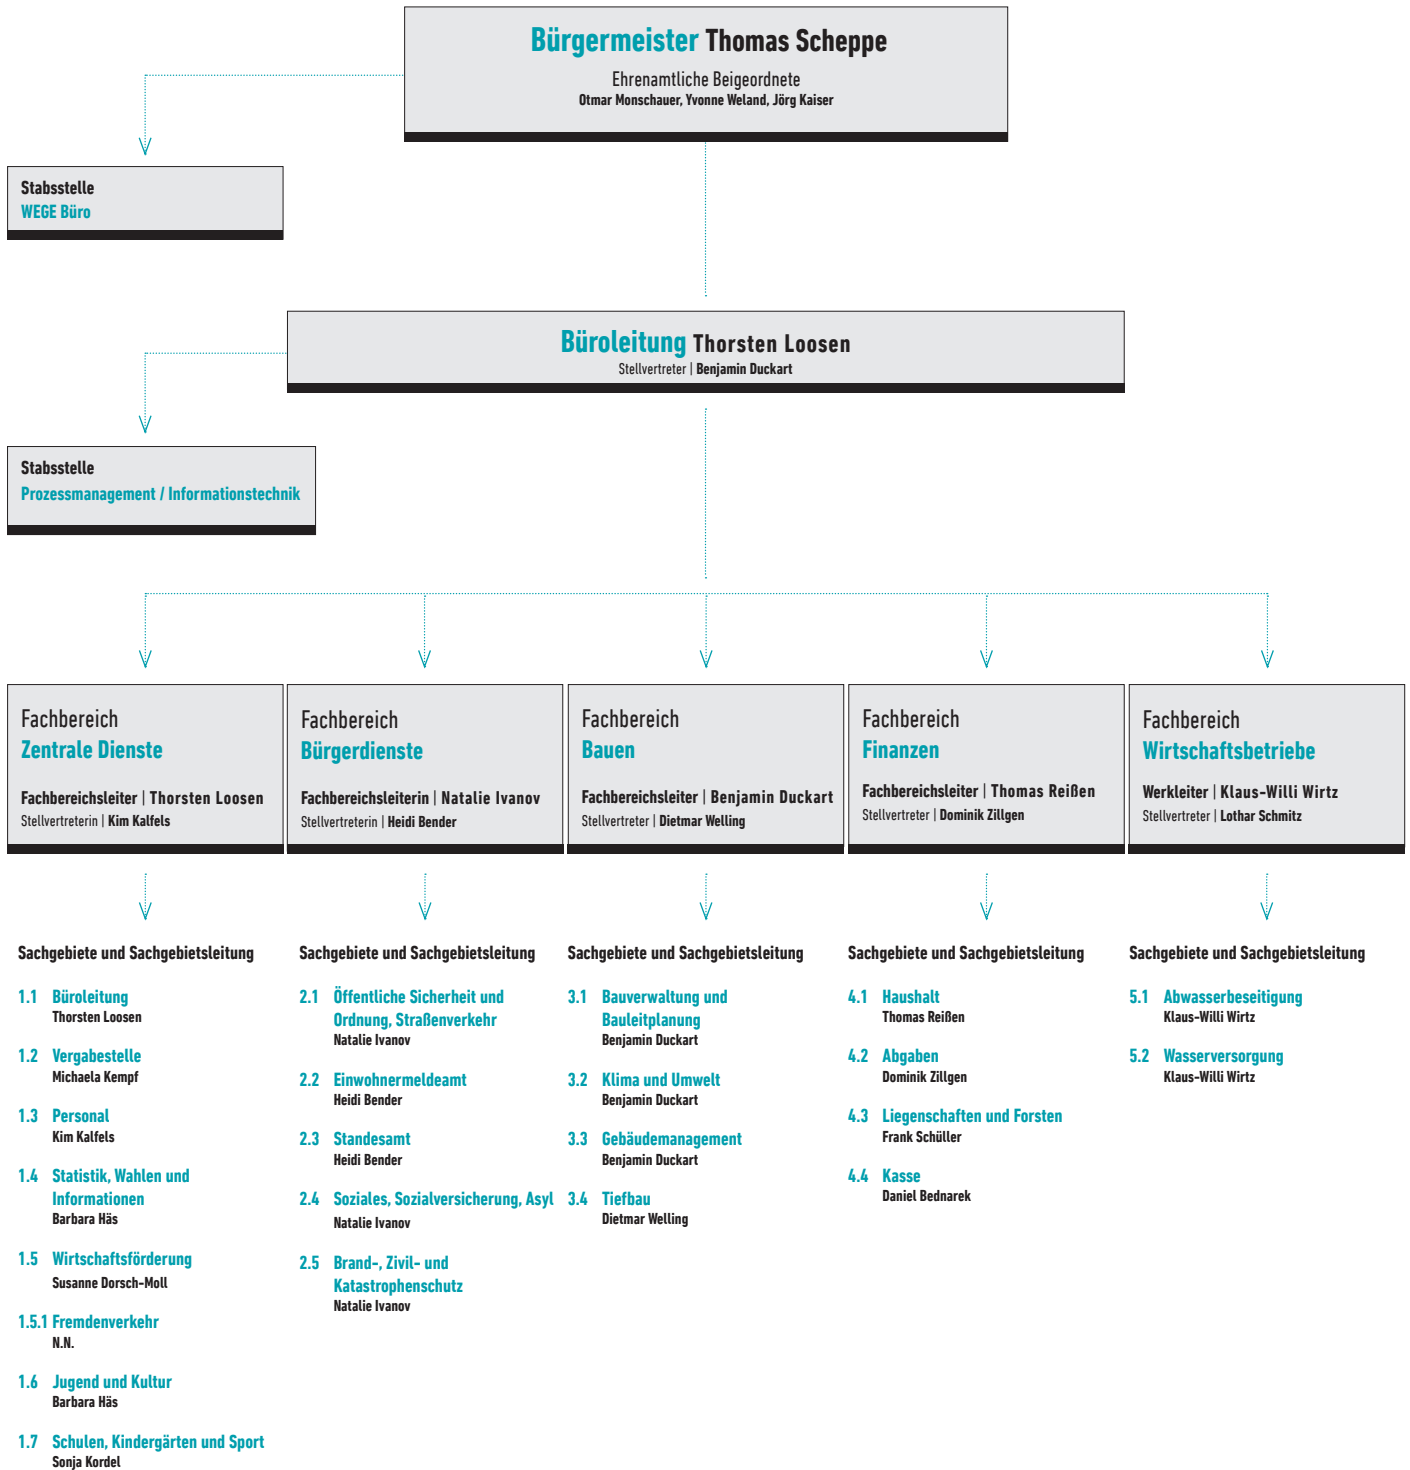 Bürgermeister Thomas Scheppe
Ehrenamtliche Beigeordnete
Otmar Monschauer, Yvonne Weland, Jörg Kaiser
Stabsstelle
WEGE Büro
Büroleitung Thorsten Loosen
Stellvertreter | Benjamin Duckart
Stabsstelle
Prozessmanagement / Informationstechnik
Fachbereich
Zentrale Dienste
Fachbereichsleiter | Thorsten Loosen
Stellvertreterin | Kim Kalfels
Fachbereich
Bürgerdienste
Fachbereichsleiterin | Natalie Ivanov
Stellvertreterin | Heidi Bender
Fachbereich
Bauen
Fachbereichsleiter | Benjamin Duckart
Stellvertreter | Dietmar Welling
Fachbereich
Finanzen
Fachbereichsleiter | Thomas Reißen
Stellvertreter | Dominik Zillgen
Fachbereich
Wirtschaftsbetriebe
Werkleiter | Klaus-Willi Wirtz
Stellvertreter | Lothar Schmitz
Sachgebiete und Sachgebietsleitung
1.1 Büroleitung
Thorsten Loosen
1.2 Vergabestelle
Michaela Kempf
1.3 Personal
Kim Kalfels
1.4 Statistik, Wahlen und
Informationen
Barbara Häs
1.5 Wirtschaftsförderung
Susanne Dorsch-Moll
1.5.1 Fremdenverkehr
N.N.
1.6 Jugend und Kultur
Barbara Häs
1.7 Schulen, Kindergärten und Sport
Sonja Kordel
Sachgebiete und Sachgebietsleitung
2.1 Öffentliche Sicherheit und
Ordnung, Straßenverkehr
Natalie Ivanov
2.2 Einwohnermeldeamt
Heidi Bender
2.3 Standesamt
Heidi Bender
2.4 Soziales, Sozialversicherung, Asyl
Natalie Ivanov
2.5 Brand-, Zivil- und
Katastrophenschutz
Natalie Ivanov
Sachgebiete und Sachgebietsleitung
3.1 Bauverwaltung und
Bauleitplanung
Benjamin Duckart
3.2 Klima und Umwelt
Benjamin Duckart
3.3 Gebäudemanagement
Benjamin Duckart
3.4 Tiefbau
Dietmar Welling
Sachgebiete und Sachgebietsleitung
4.1 Haushalt
Thomas Reißen
4.2 Abgaben
Dominik Zillgen
4.3 Liegenschaften und Forsten
Frank Schüller
4.4 Kasse
Daniel Bednarek
Sachgebiete und Sachgebietsleitung
5.1 Abwasserbeseitigung
Klaus-Willi Wirtz
5.2 Wasserversorgung
Klaus-Willi Wirtz